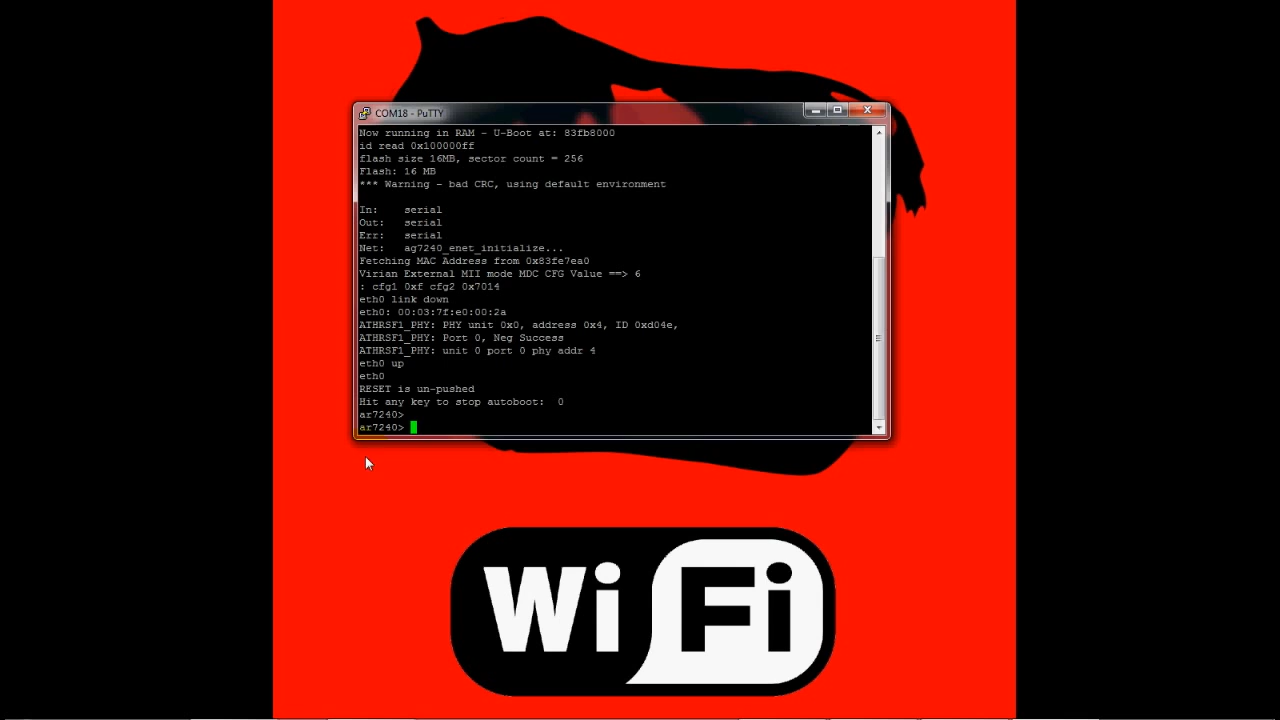 COM18 - PuTTY
Now running in RAM - U-Boot at: 83fb8000
id read 0x100000ff
flash size 16MB, sector count = 256
Flash: 16 MB
*** Warning - bad CRC, using default environment
In:    serial
Out:   serial
Err:   serial
Net:   ag7240_enet_initialize...
Fetching MAC Address from 0x83fe7ea0
Virian External MII mode MDC CFG Value ==> 6
: cfg1 0xf cfg2 0x7014
eth0 link down
eth0: 00:03:7f:e0:00:2a
ATHRSF1_PHY: PHY unit 0x0, address 0x4, ID 0xd04e,
ATHRSF1_PHY: Port 0, Neg Success
ATHRSF1_PHY: unit 0 port 0 phy addr 4
eth0 up
eth0
RESET is un-pushed
Hit any key to stop autoboot:  0
ar7240>
ar7240>
WiFi